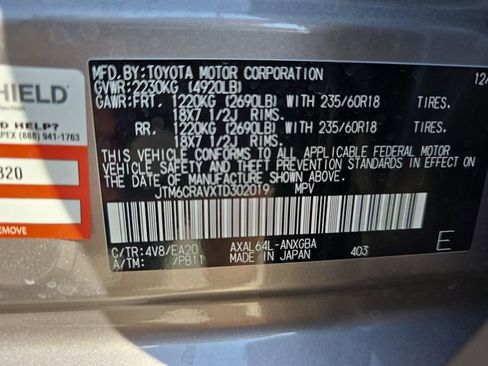 HIELD
HELP?
PEX (888) 941-1763
320
REMOVE
MFD. BY: TOYOTA MOTOR CORPORATION 12/
GVWR: 2230KG (4920LB)
GAWR: FRT. 1220KG (2690LB) WITH 235/60R18 TIRES.
18X7 1/2J RIMS.
RR. 1220KG (2690LB) WITH 235/60R18 TIRES.
18X7 1/2J RIMS.
THIS VEHICLE CONFORMS TO ALL APPLICABLE FEDERAL MOTOR
VEHICLE SAFETY AND THEFT PREVENTION STANDARDS IN EFFECT ON
THE DATE OF MANUFACTURE SHOWN ABOVE.
JTM6CRAVXTD302019 MPV
C/TR: 4V8/EA20 AXAL64L-ANXGBA
A/TM: /PB11 MADE IN JAPAN 403 E